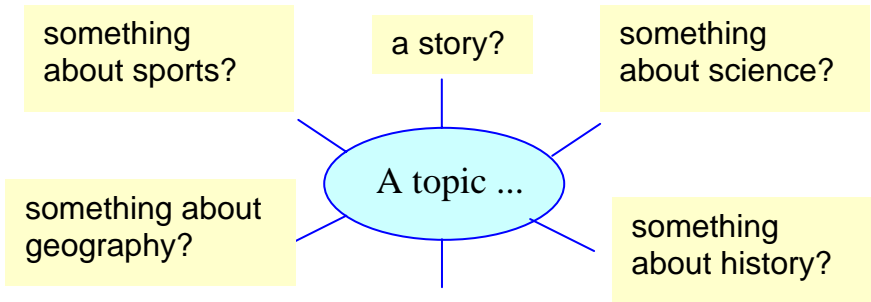 something
about sports?
a story?
something
about science?
A topic ...
something about
geography?
something
about history?